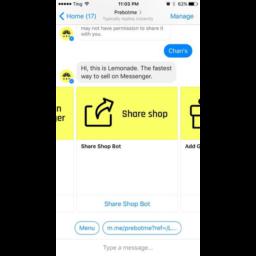 Ting 11:03 PM 62%
Home (17) Prebotme Manage
Typically replies instantly
may not have permission to share it
with you.
Chan's
Hi, this is Lemonade. The fastest
way to sell on Messenger.
n
ger
Share shop
Share Shop Bot
Add G
Share Shop Bot
Menu m.me/prebotme?ref=/L...
Type a message...